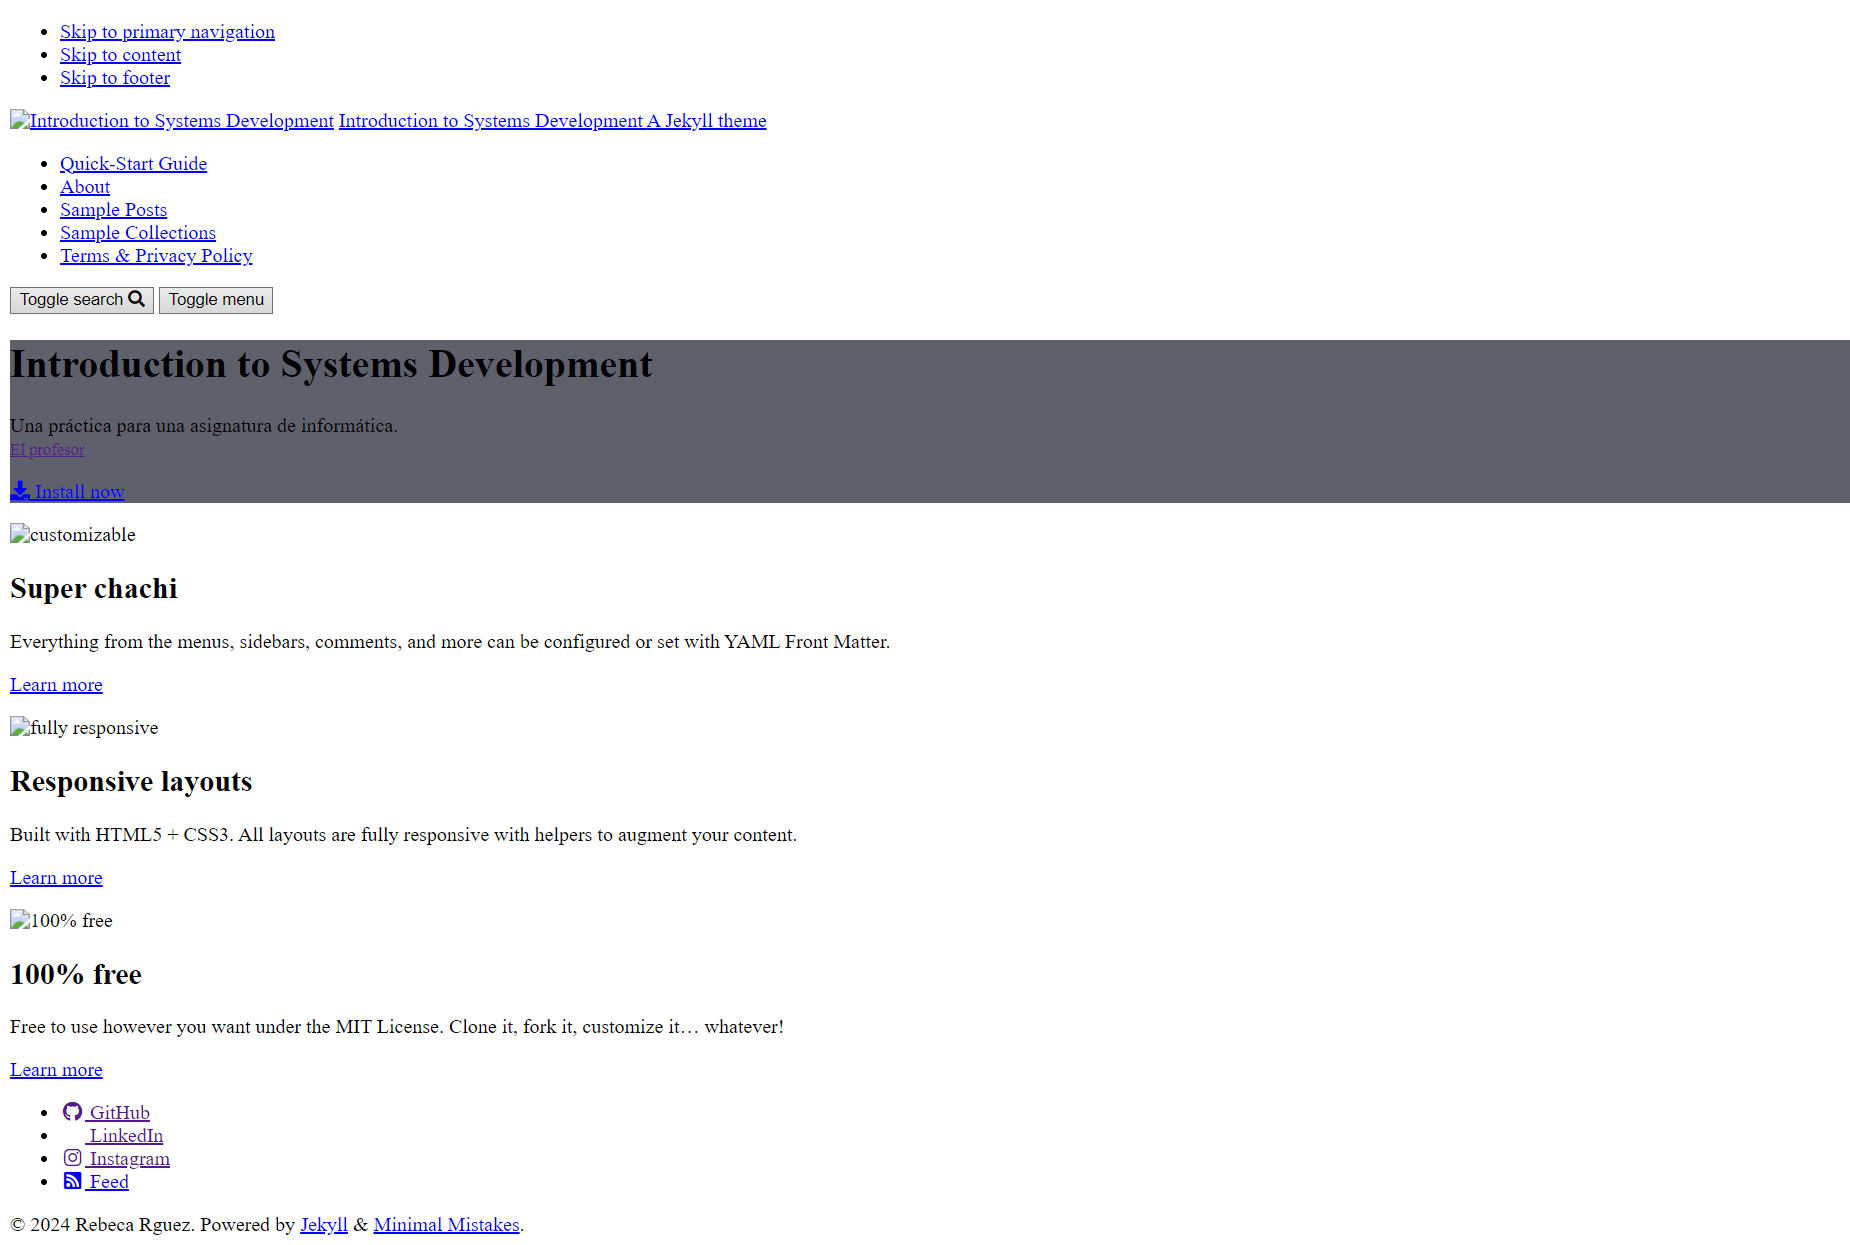 Skip to primary navigation
Skip to content
Skip to footer
Introduction to Systems Development Introduction to Systems Development A Jekyll theme
Quick-Start Guide
About
Sample Posts
Sample Collections
Terms & Privacy Policy
Toggle search Toggle menu
Introduction to Systems Development
Una práctica para una asignatura de informática.
El profesor
Install now
customizable
Super chachi
Everything from the menus, sidebars, comments, and more can be configured or set with YAML Front Matter.
Learn more
fully responsive
Responsive layouts
Built with HTML5 + CSS3. All layouts are fully responsive with helpers to augment your content.
Learn more
100% free
100% free
Free to use however you want under the MIT License. Clone it, fork it, customize it… whatever!
Learn more
GitHub
LinkedIn
Instagram
Feed
© 2024 Rebeca Rguez. Powered by Jekyll & Minimal Mistakes.